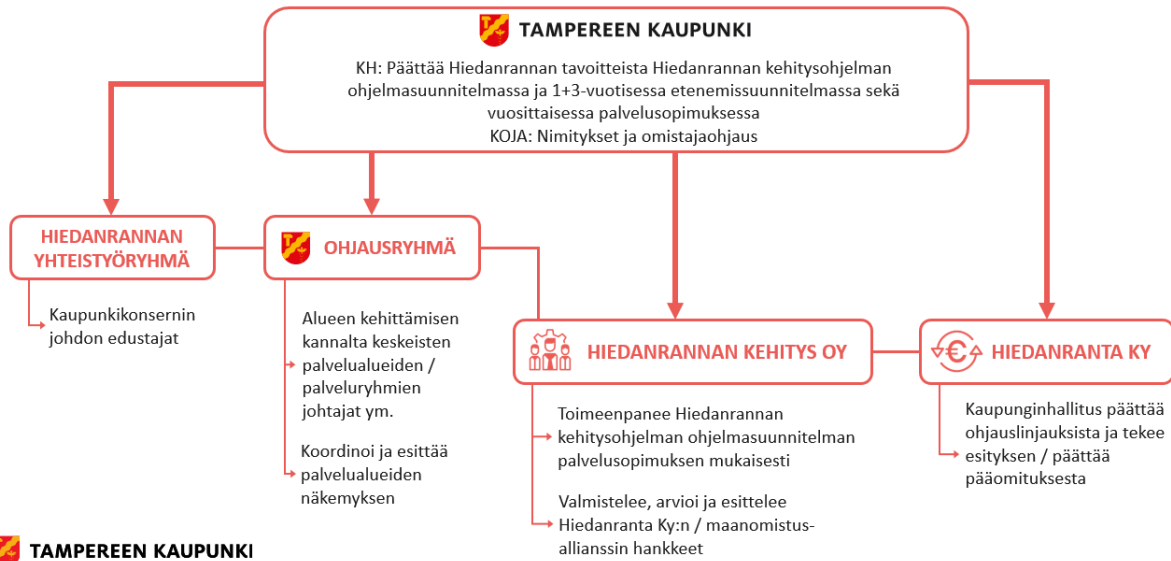 TAMPEREEN KAUPUNKI
KH: Päättää Hiedanrannan tavoitteista Hiedanrannan kehitysohjelman
ohjelmasuunnitelmassa ja 1+3-vuotisessa etenemissuunnitelmassa sekä
vuosittaisessa palvelusopimuksessa
KOJA: Nimitykset ja omistajaohjaus
HIEDANRANNAN
YHTEISTYÖRYHMÄ
Kaupunkikonsernin
johdon edustajat
OHJAUSRYHMÄ
Alueen kehittämisen
kannalta keskeisten
palvelualueiden /
palveluryhmien
johtajat ym.
Koordinoi ja esittää
palvelualueiden
näkemyksen
HIEDANRANNAN KEHITYS OY
Toimeenpanee Hiedanrannan
kehitysohjelman ohjelmasuunnitelman
palvelusopimuksen mukaisesti
Valmistelee, arvioi ja esittelee
Hiedanranta Ky:n / maanomistus-
allianssin hankkeet
HIEDANRANTA KY
Kaupunginhallitus päättää
ohjauslinjauksista ja tekee
esityksen / päättää
pääomituksesta
TAMPEREEN KAUPUNKI